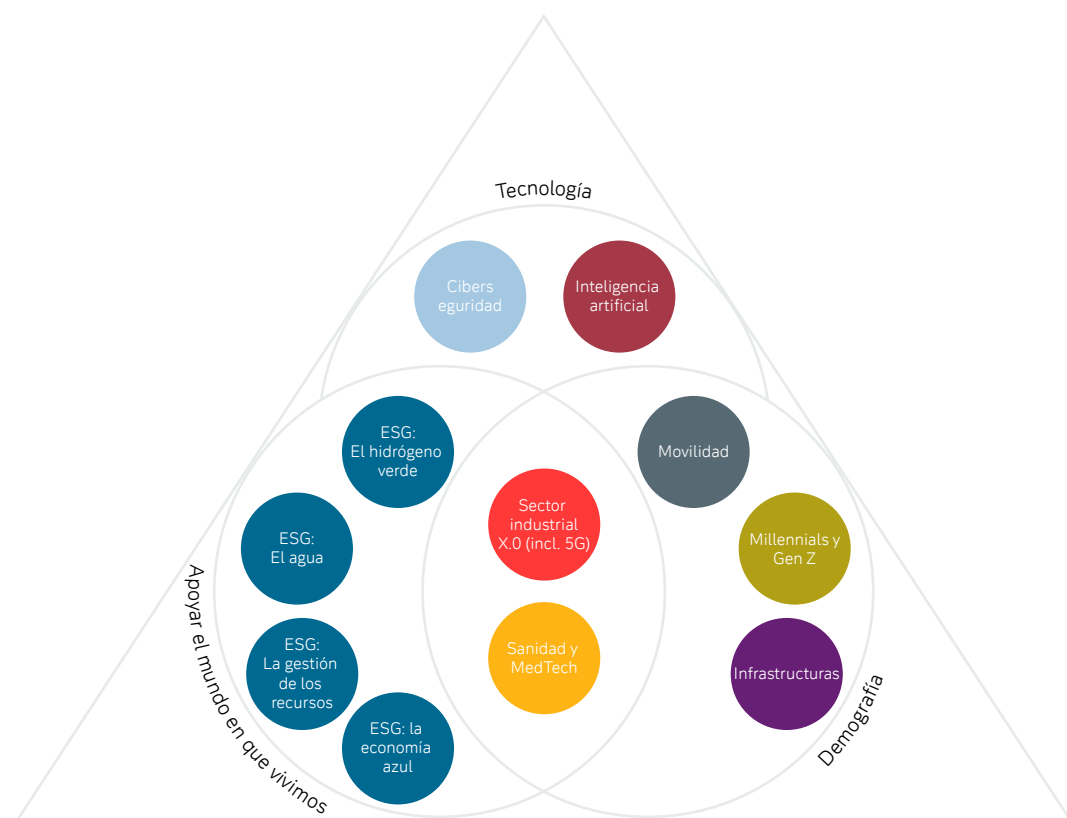 Tecnología
Cibers
eguridad
Inteligencia
artificial
ESG:
El hidrógeno
verde
Movilidad
Sector
industrial
X.0 (incl. 5G)
ESG:
El agua
Millennials y
Gen Z
ESG:
La gestión
de los
recursos
Sanidad y
MedTech
Infrastructuras
ESG: la
economía
azul
Apoyar el mundo en que vivimos
Demografía